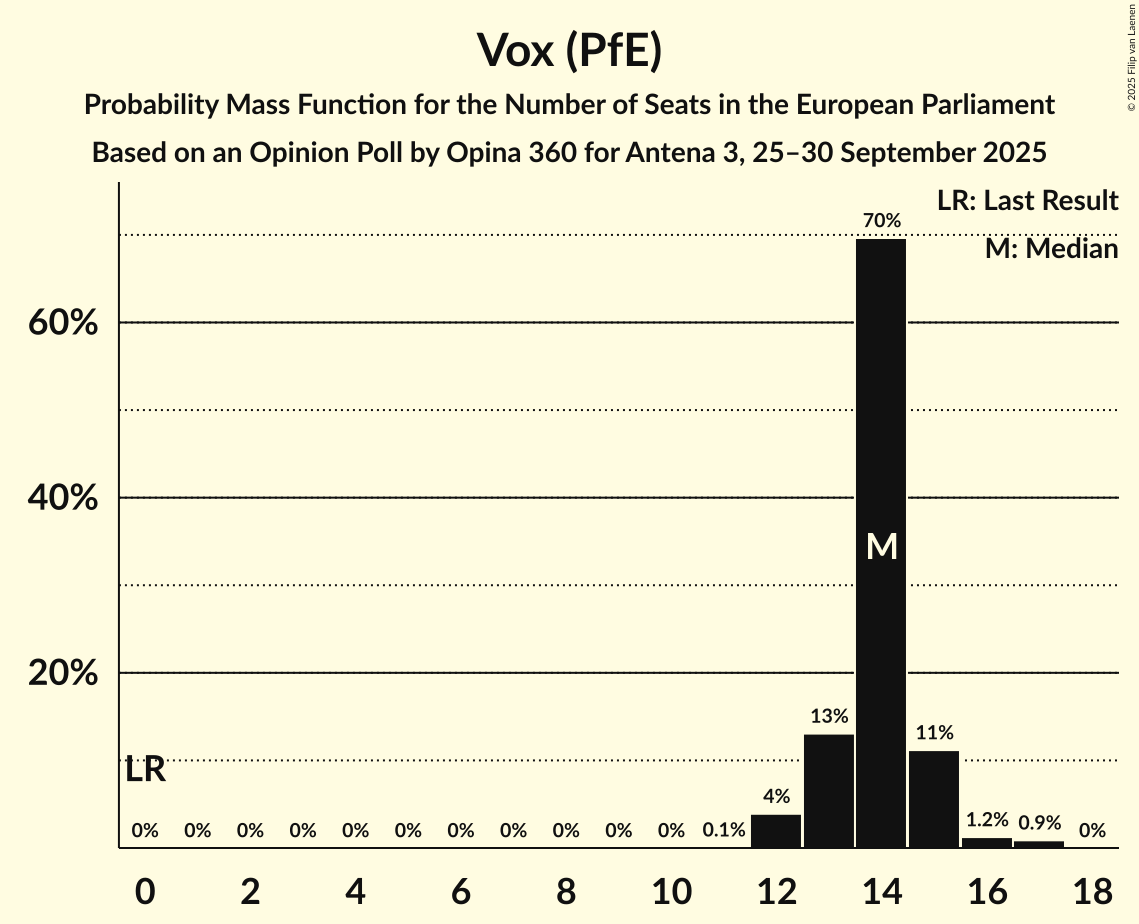 Vox (PfE)
Probability Mass Function for the Number of Seats in the European Parliament
Based on an Opinion Poll by Opina 360 for Antena 3, 25–30 September 2025
© 2025 Filip van Laenen
LR: Last Result
M: Median
60%
40%
20%
LR
M
0% 0% 0% 0% 0% 0% 0% 0% 0% 0% 0% 0.1% 4% 13% 70% 11% 1.2% 0.9% 0%
0 2 4 6 8 10 12 14 16 18